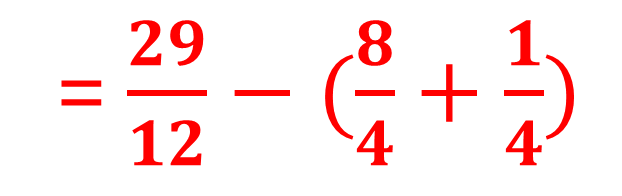 = 29/12 − (8/4 + 1/4)